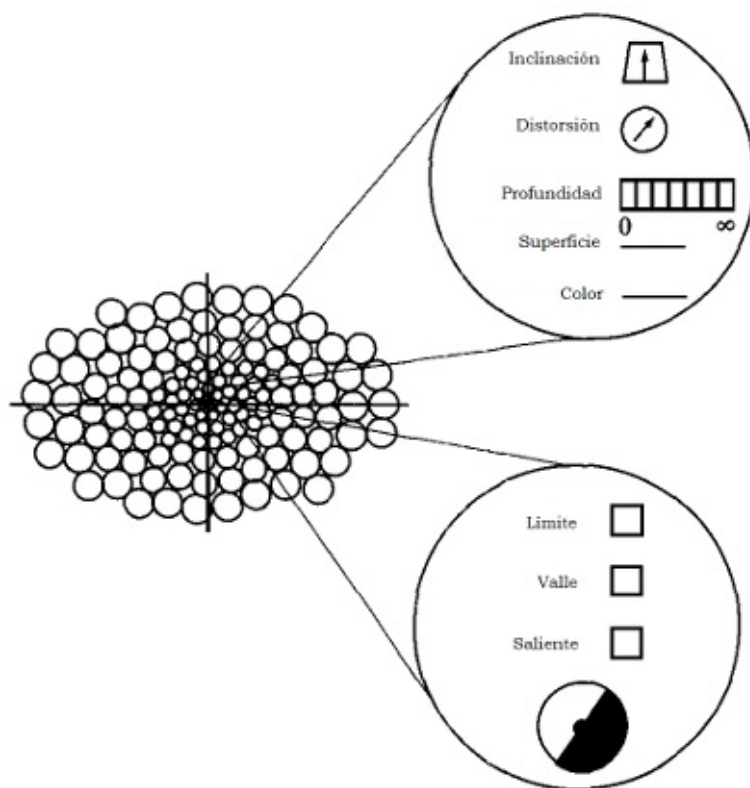 Inclinación
Distorsión
Profundidad
0 ∞
Superficie
Color
Limite
Valle
Saliente